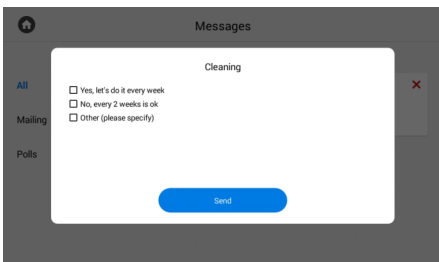 Messages
Cleaning
All
Yes, let's do it every week
No, every 2 weeks is ok
Mailing
Other (please specify)
Polls
Send